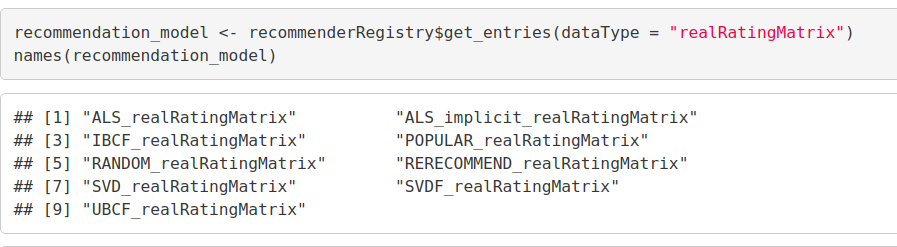 recommendation_model <- recommenderRegistry$get_entries(dataType = "realRatingMatrix")
names(recommendation_model)
## [1] "ALS_realRatingMatrix"          "ALS_implicit_realRatingMatrix"
## [3] "IBCF_realRatingMatrix"         "POPULAR_realRatingMatrix"
## [5] "RANDOM_realRatingMatrix"       "RERECOMMEND_realRatingMatrix"
## [7] "SVD_realRatingMatrix"          "SVDF_realRatingMatrix"
## [9] "UBCF_realRatingMatrix"